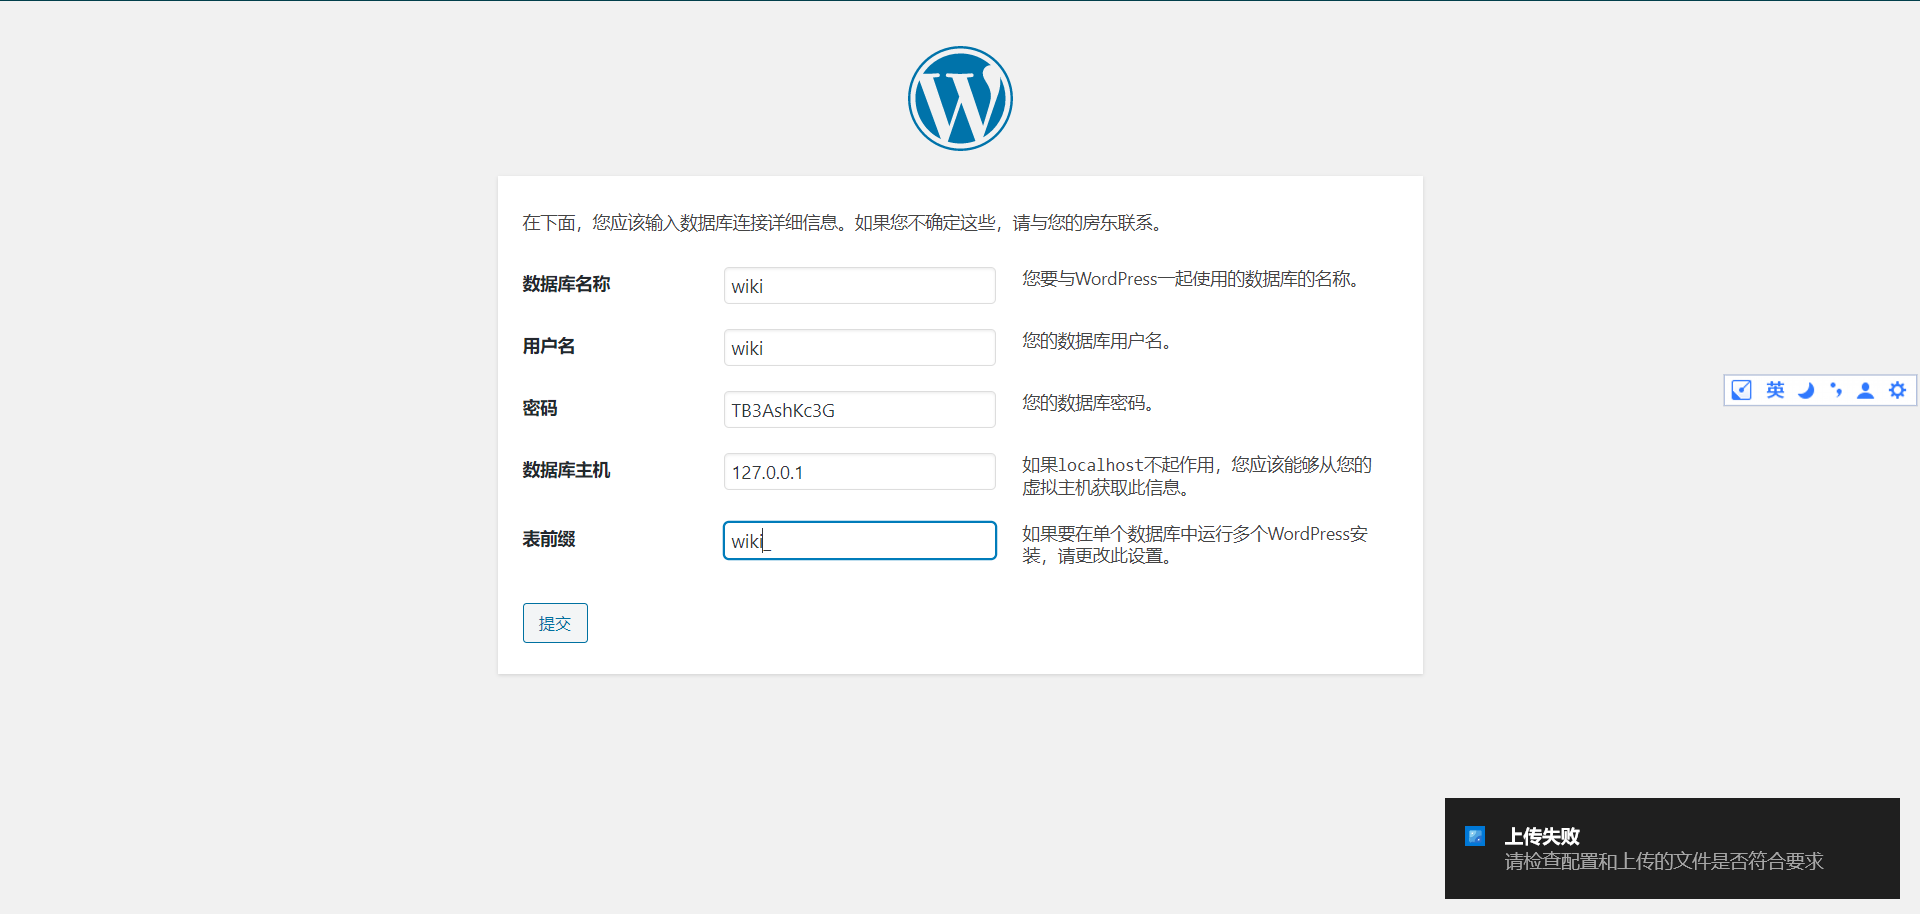 在下面，您应该输入数据库连接详细信息。如果您不确定这些，请与您的房东联系。
数据库名称
wiki
您要与WordPress一起使用的数据库的名称。
用户名
wiki
您的数据库用户名。
密码
TB3AshKc3G
您的数据库密码。
数据库主机
127.0.0.1
如果localhost不起作用，您应该能够从您的
虚拟主机获取此信息。
表前缀
wiki_
如果要在单个数据库中运行多个WordPress安
装，请更改此设置。
提交
英
上传失败
请检查配置和上传的文件是否符合要求